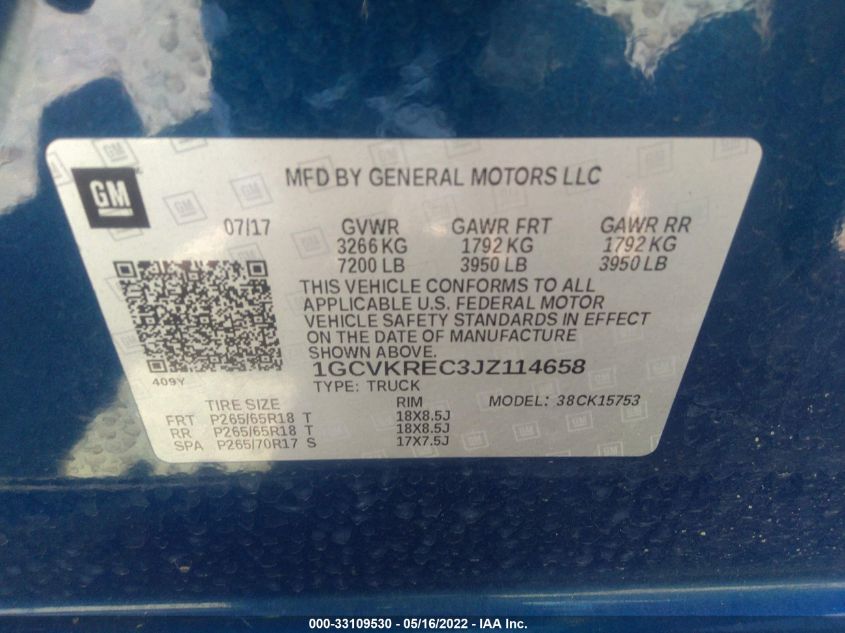 GM
MFD BY GENERAL MOTORS LLC
07/17 GVWR GAWR FRT GAWR RR
3266 KG 1792 KG 1792 KG
7200 LB 3950 LB 3950 LB
THIS VEHICLE CONFORMS TO ALL
APPLICABLE U.S. FEDERAL MOTOR
VEHICLE SAFETY STANDARDS IN EFFECT
ON THE DATE OF MANUFACTURE
SHOWN ABOVE.
1GCVKREC3JZ114658
409Y TYPE: TRUCK
TIRE SIZE RIM MODEL: 38CK15753
FRT P265/65R18 T 18X8.5J
RR P265/65R18 T 18X8.5J
SPA P265/70R17 S 17X7.5J
000-33109530 - 05/16/2022 - IAA Inc.